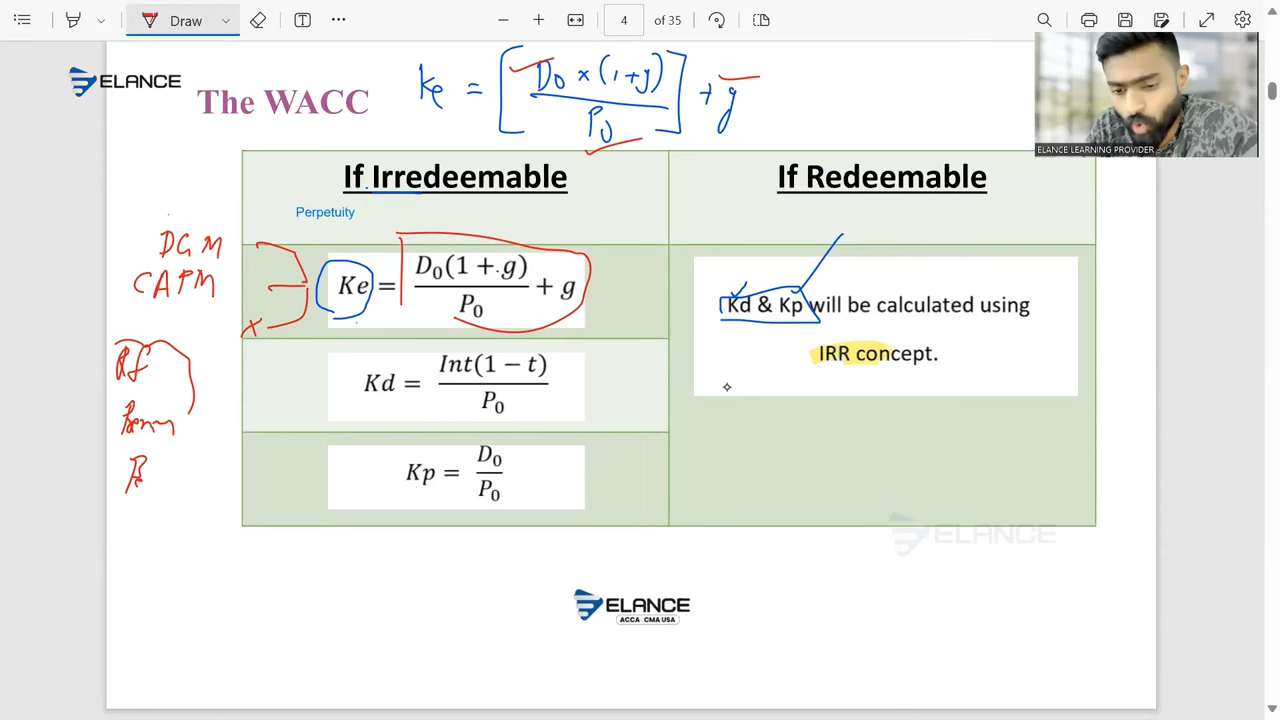 Draw
4 of 35
ELANCE
The WACC
Ke = [ D₀ × (1+g) / P₀ ] + g
ELANCE LEARNING PROVIDER
If Irredeemable
If Redeemable
Perpetuity
DGM
CAPM
Ke = D₀(1 + g) / P₀ + g
Kd & Kp will be calculated using
IRR concept.
Rf
Kd = Int(1 − t) / P₀
Kp = D₀ / P₀
ELANCE
ELANCE
ACCA | CMA USA